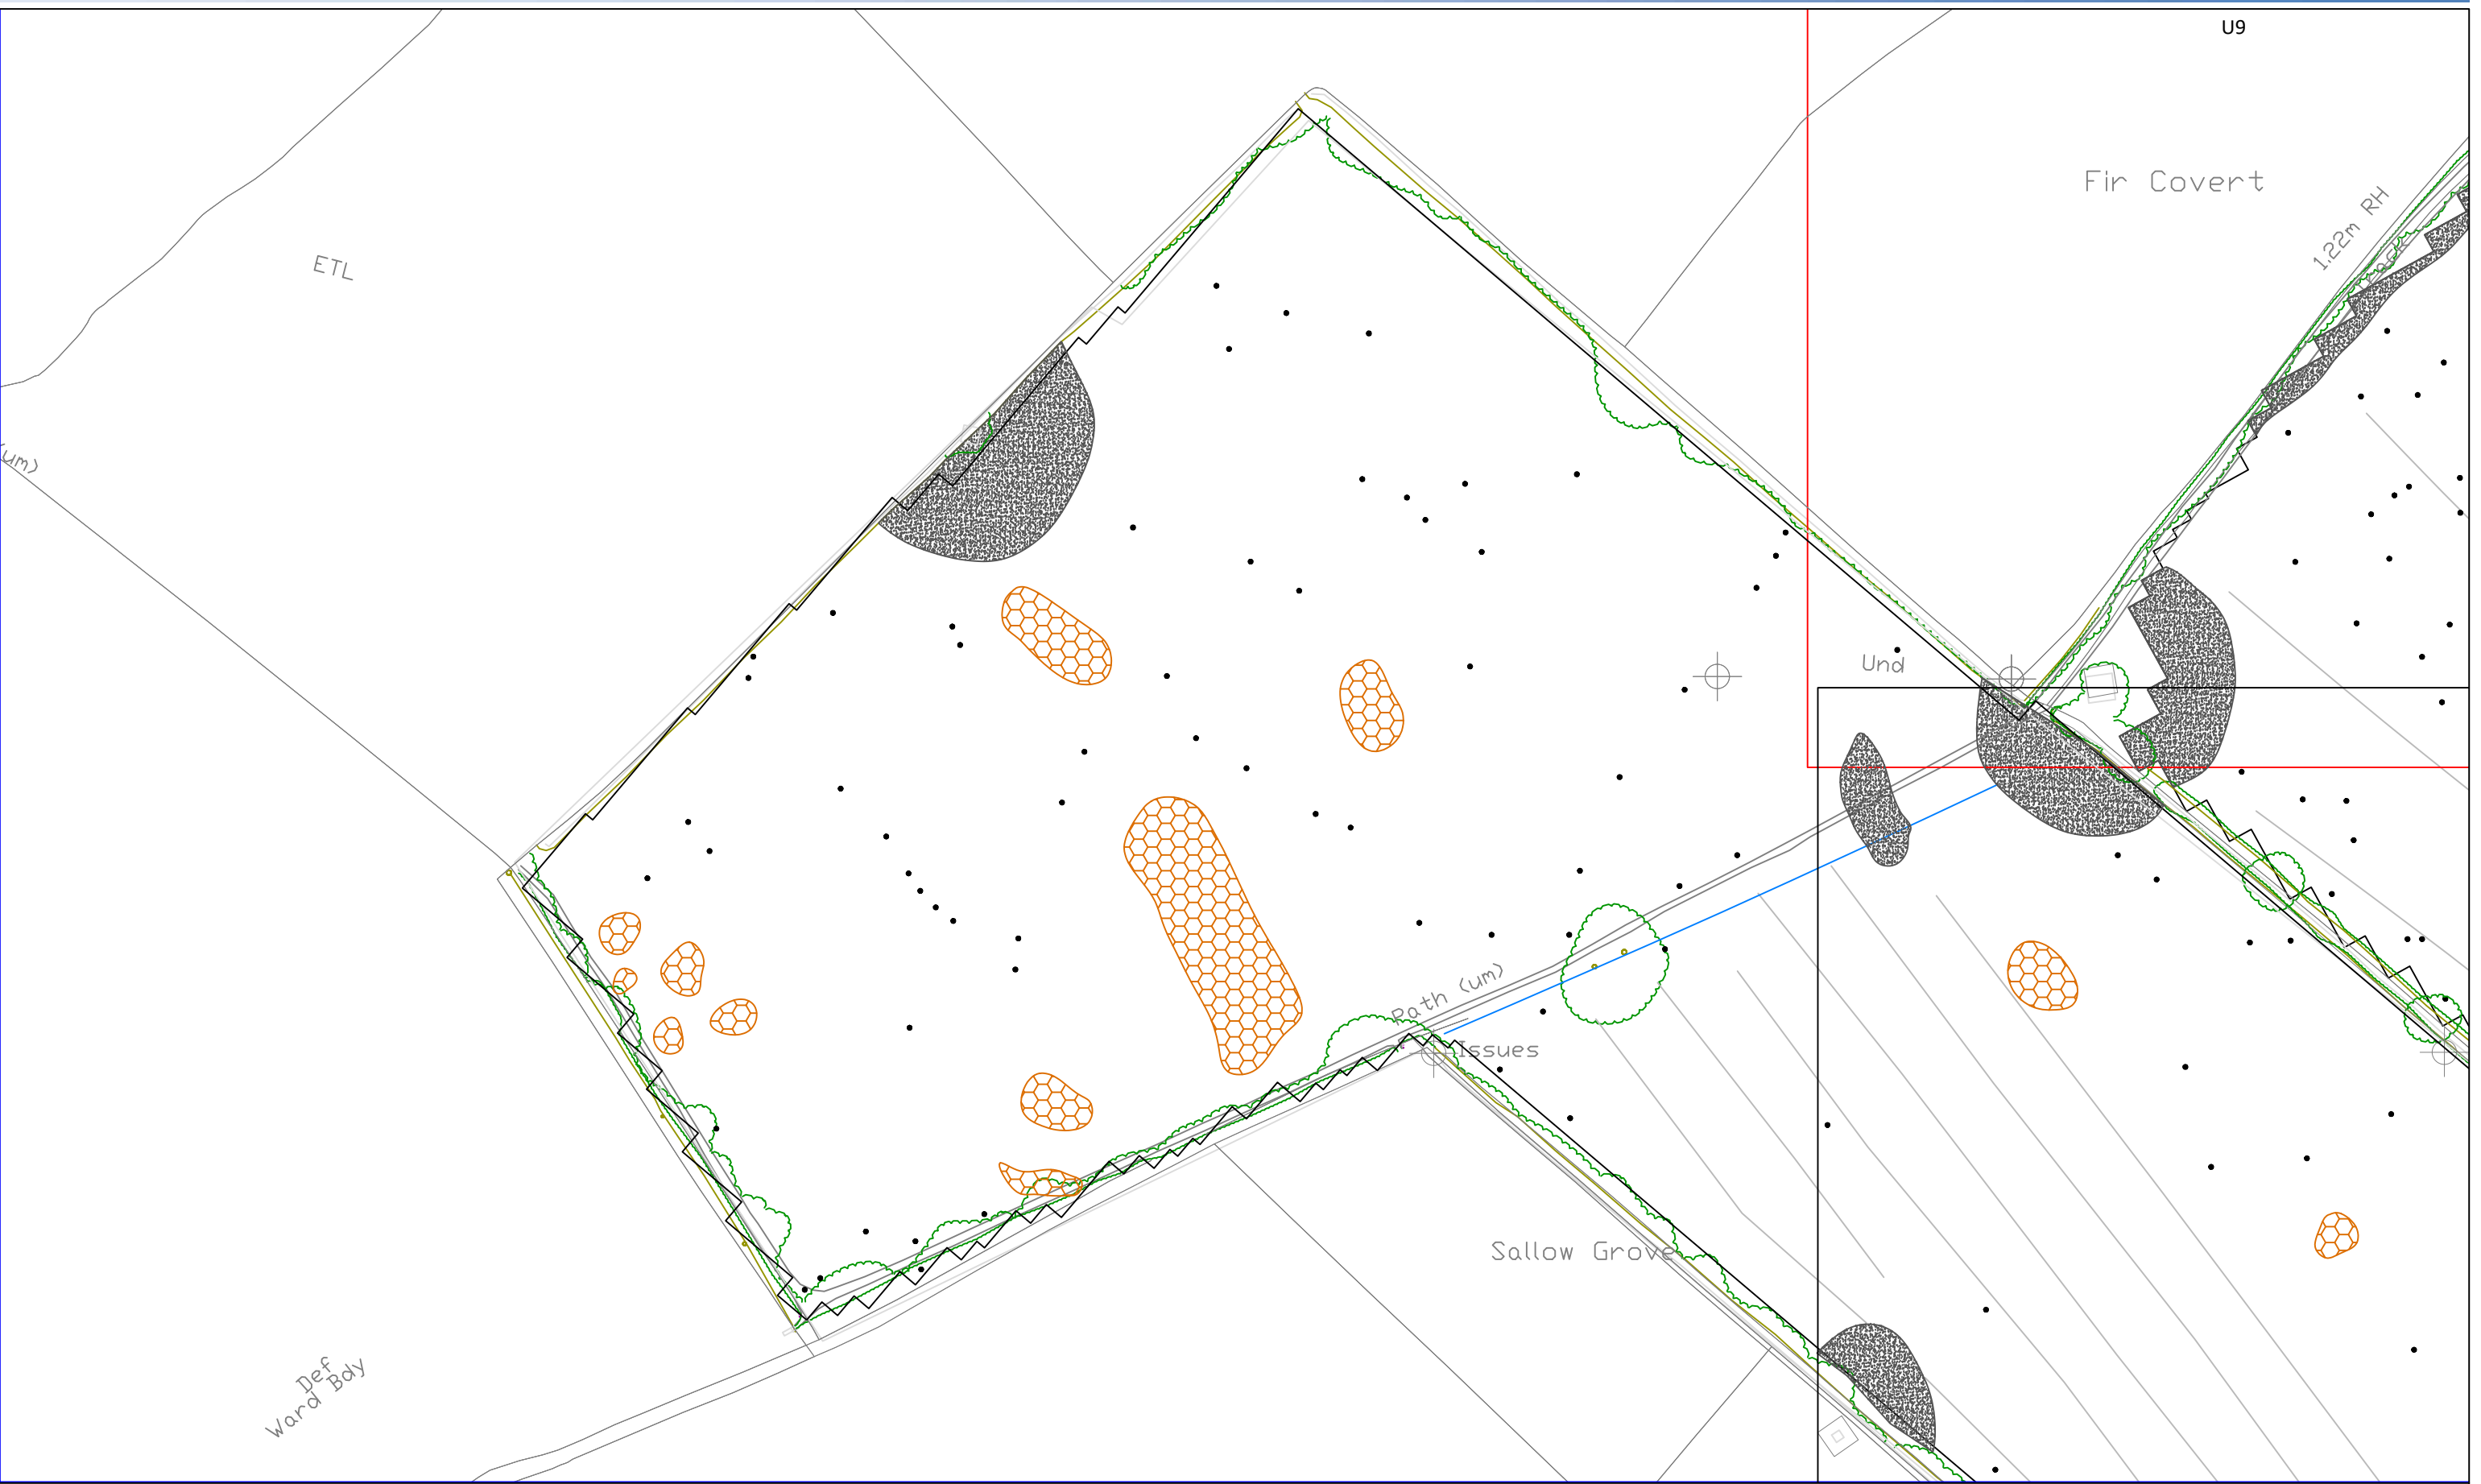 U9
Fir Covert
1.22m RH
ETL
um)
Und
Path (um)
Issues
Sallow Grove
Def
Ward Bdy